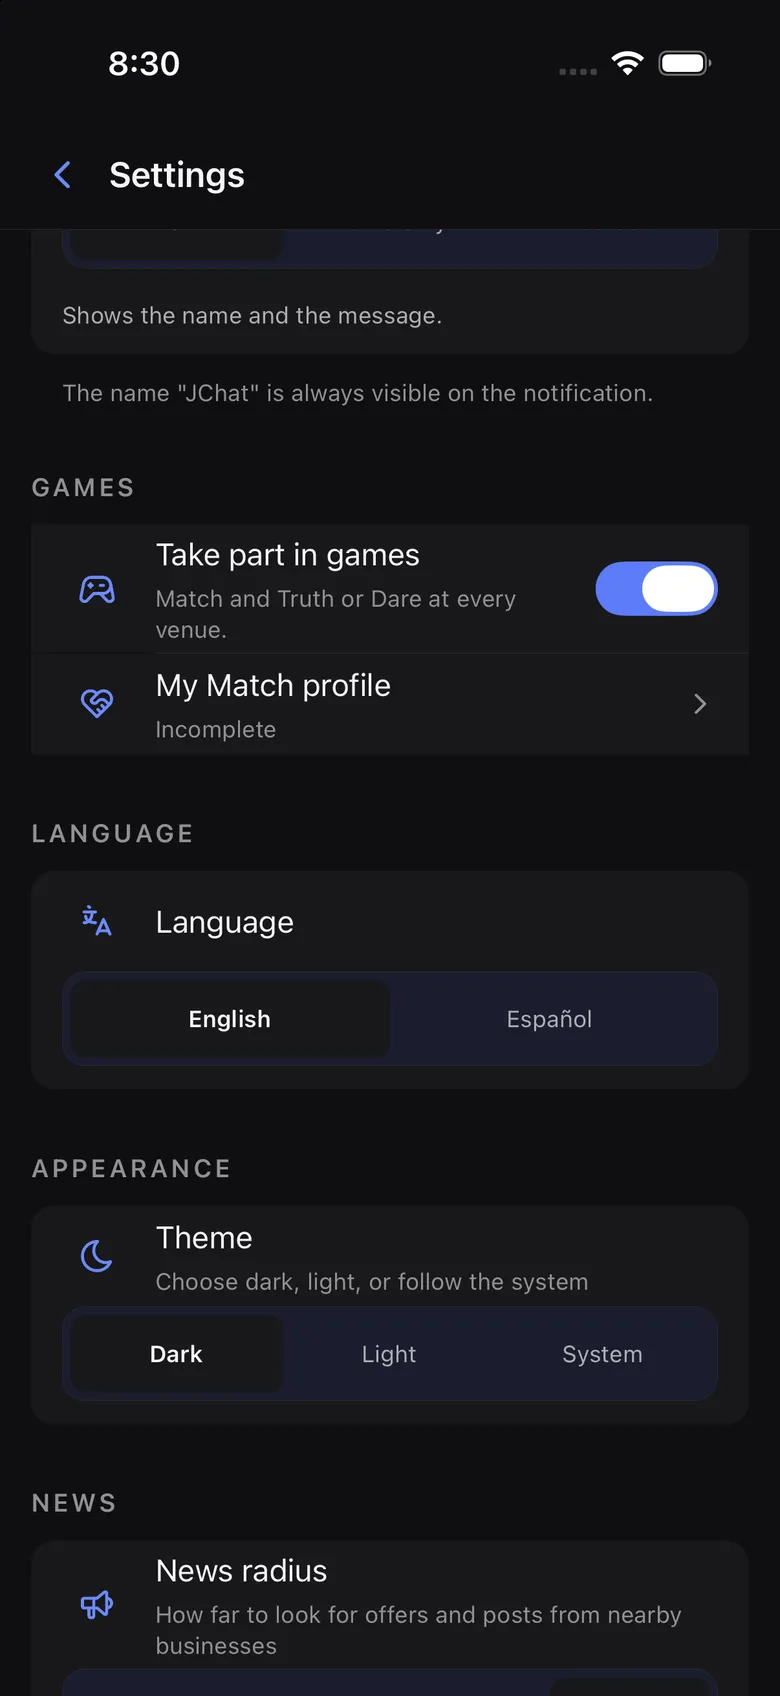 8:30
Settings
Shows the name and the message.
The name "JChat" is always visible on the notification.
GAMES
Take part in games
Match and Truth or Dare at every
venue.
My Match profile
Incomplete
LANGUAGE
Language
English
Español
APPEARANCE
Theme
Choose dark, light, or follow the system
Dark
Light
System
NEWS
News radius
How far to look for offers and posts from nearby
businesses